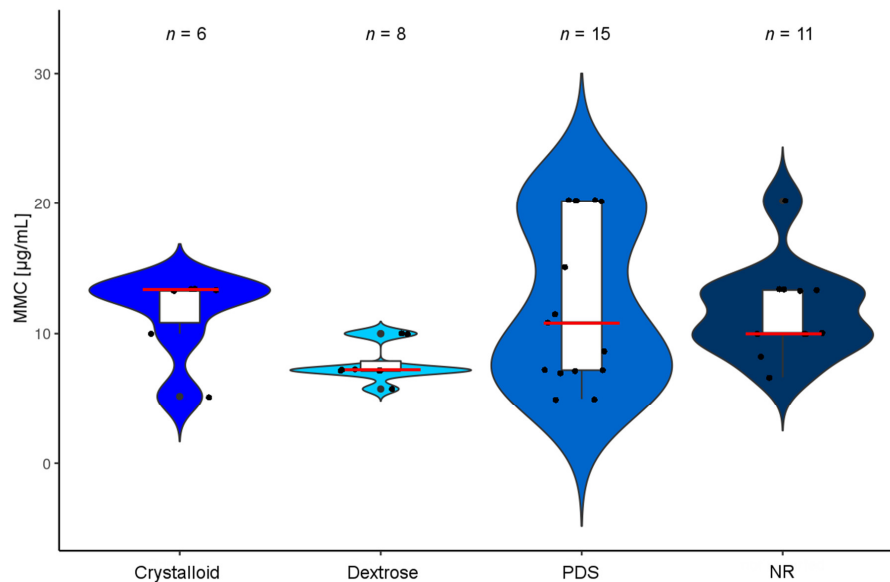 n = 6 n = 8 n = 15 n = 11
30
20
MMC [µg/mL]
10
0
Crystalloid Dextrose PDS NR